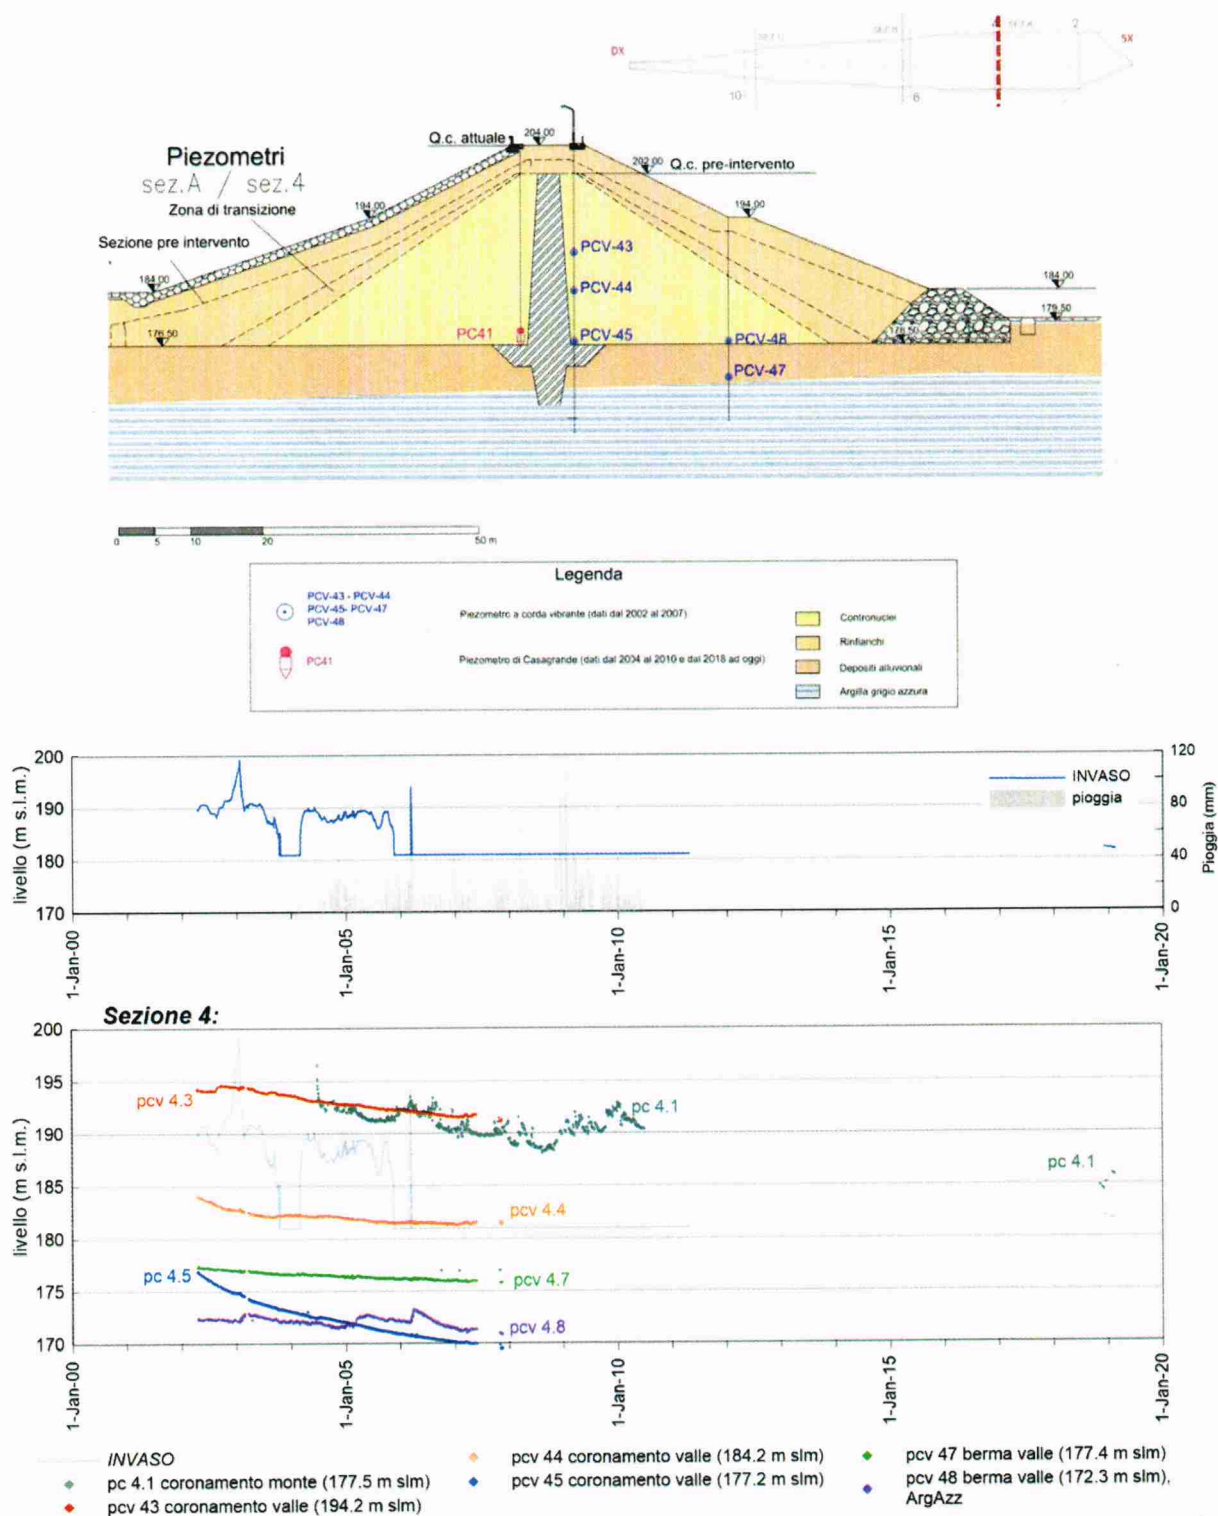 DX
SX
SEZ.A
4
2
10
8
Piezometri
sez.A / sez.4
Zona di transizione
Sezione pre intervento
Q.c. attuale
204.00
202.00
Q.c. pre-intervento
194.00
194.00
184.00
184.00
179.50
176.50
176.50
PCV-43
PCV-44
PC41
PCV-45
PCV-48
PCV-47
0 5 10 20 50 m
Legenda
PCV-43 - PCV-44
PCV-45- PCV-47
PCV-48
Piezometro a corda vibrante (dati dal 2002 al 2007)
PC41
Piezometro di Casagrande (dati dal 2004 al 2010 e dal 2018 ad oggi)
Contronuclei
Rinfianchi
Depositi alluvionali
Argilla grigio azzura
livello (m s.l.m.)
200
190
180
170
INVASO
pioggia
120
80
40
0
Pioggia (mm)
1-Jan-00
1-Jan-05
1-Jan-10
1-Jan-15
1-Jan-20
Sezione 4:
livello (m s.l.m.)
200
195
190
185
180
175
170
pcv 4.3
pc 4.1
pc 4.1
pcv 4.4
pc 4.5
pcv 4.7
pcv 4.8
1-Jan-00
1-Jan-05
1-Jan-10
1-Jan-15
1-Jan-20
INVASO
pc 4.1 coronamento monte (177.5 m slm)
pcv 43 coronamento valle (194.2 m slm)
pcv 44 coronamento valle (184.2 m slm)
pcv 45 coronamento valle (177.2 m slm)
pcv 47 berma valle (177.4 m slm)
pcv 48 berma valle (172.3 m slm),
ArgAzz